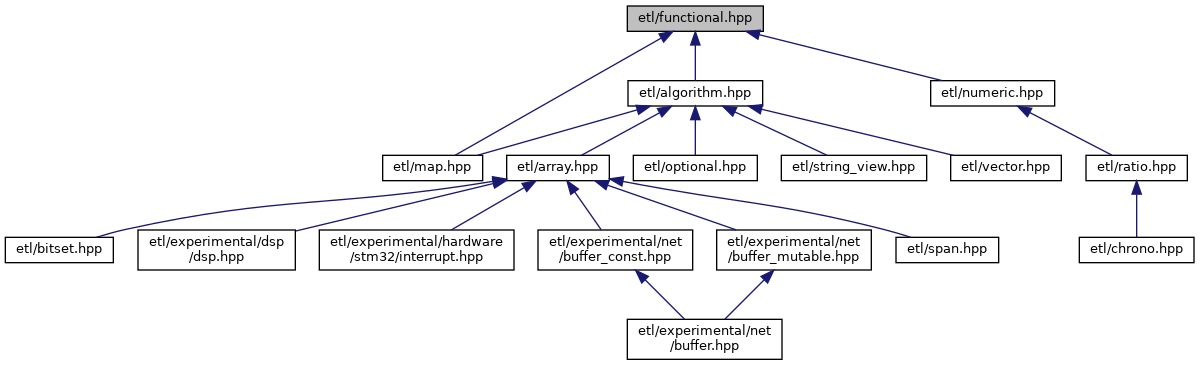 etl/functional.hpp
etl/algorithm.hpp
etl/numeric.hpp
etl/map.hpp
etl/array.hpp
etl/optional.hpp
etl/string_view.hpp
etl/vector.hpp
etl/ratio.hpp
etl/bitset.hpp
etl/experimental/dsp
/dsp.hpp
etl/experimental/hardware
/stm32/interrupt.hpp
etl/experimental/net
/buffer_const.hpp
etl/experimental/net
/buffer_mutable.hpp
etl/span.hpp
etl/chrono.hpp
etl/experimental/net
/buffer.hpp